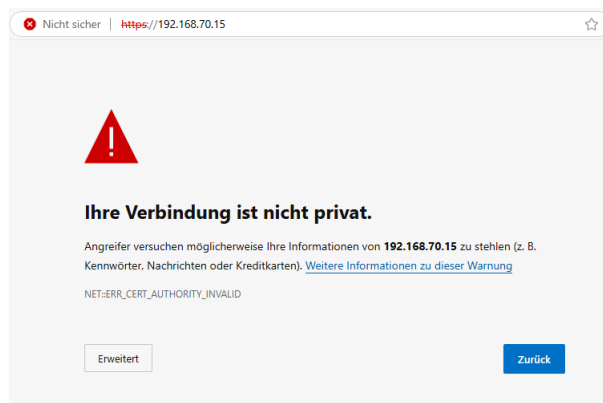 Nicht sicher | https://192.168.70.15
!
Ihre Verbindung ist nicht privat.
Angreifer versuchen möglicherweise Ihre Informationen von 192.168.70.15 zu stehlen (z. B.
Kennwörter, Nachrichten oder Kreditkarten). Weitere Informationen zu dieser Warnung
NET::ERR_CERT_AUTHORITY_INVALID
Erweitert
Zurück